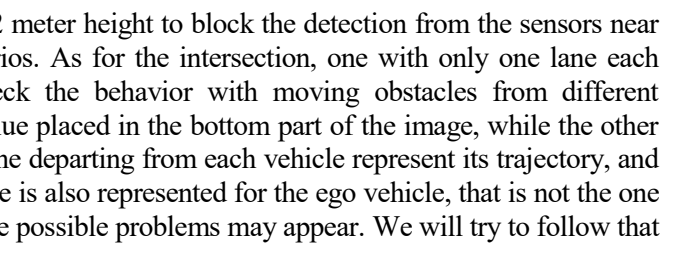 2 meter height to block the detection from the sensors near
ios. As for the intersection, one with only one lane each
eck the behavior with moving obstacles from different
ue placed in the bottom part of the image, while the other
ne departing from each vehicle represent its trajectory, and
e is also represented for the ego vehicle, that is not the one
e possible problems may appear. We will try to follow that